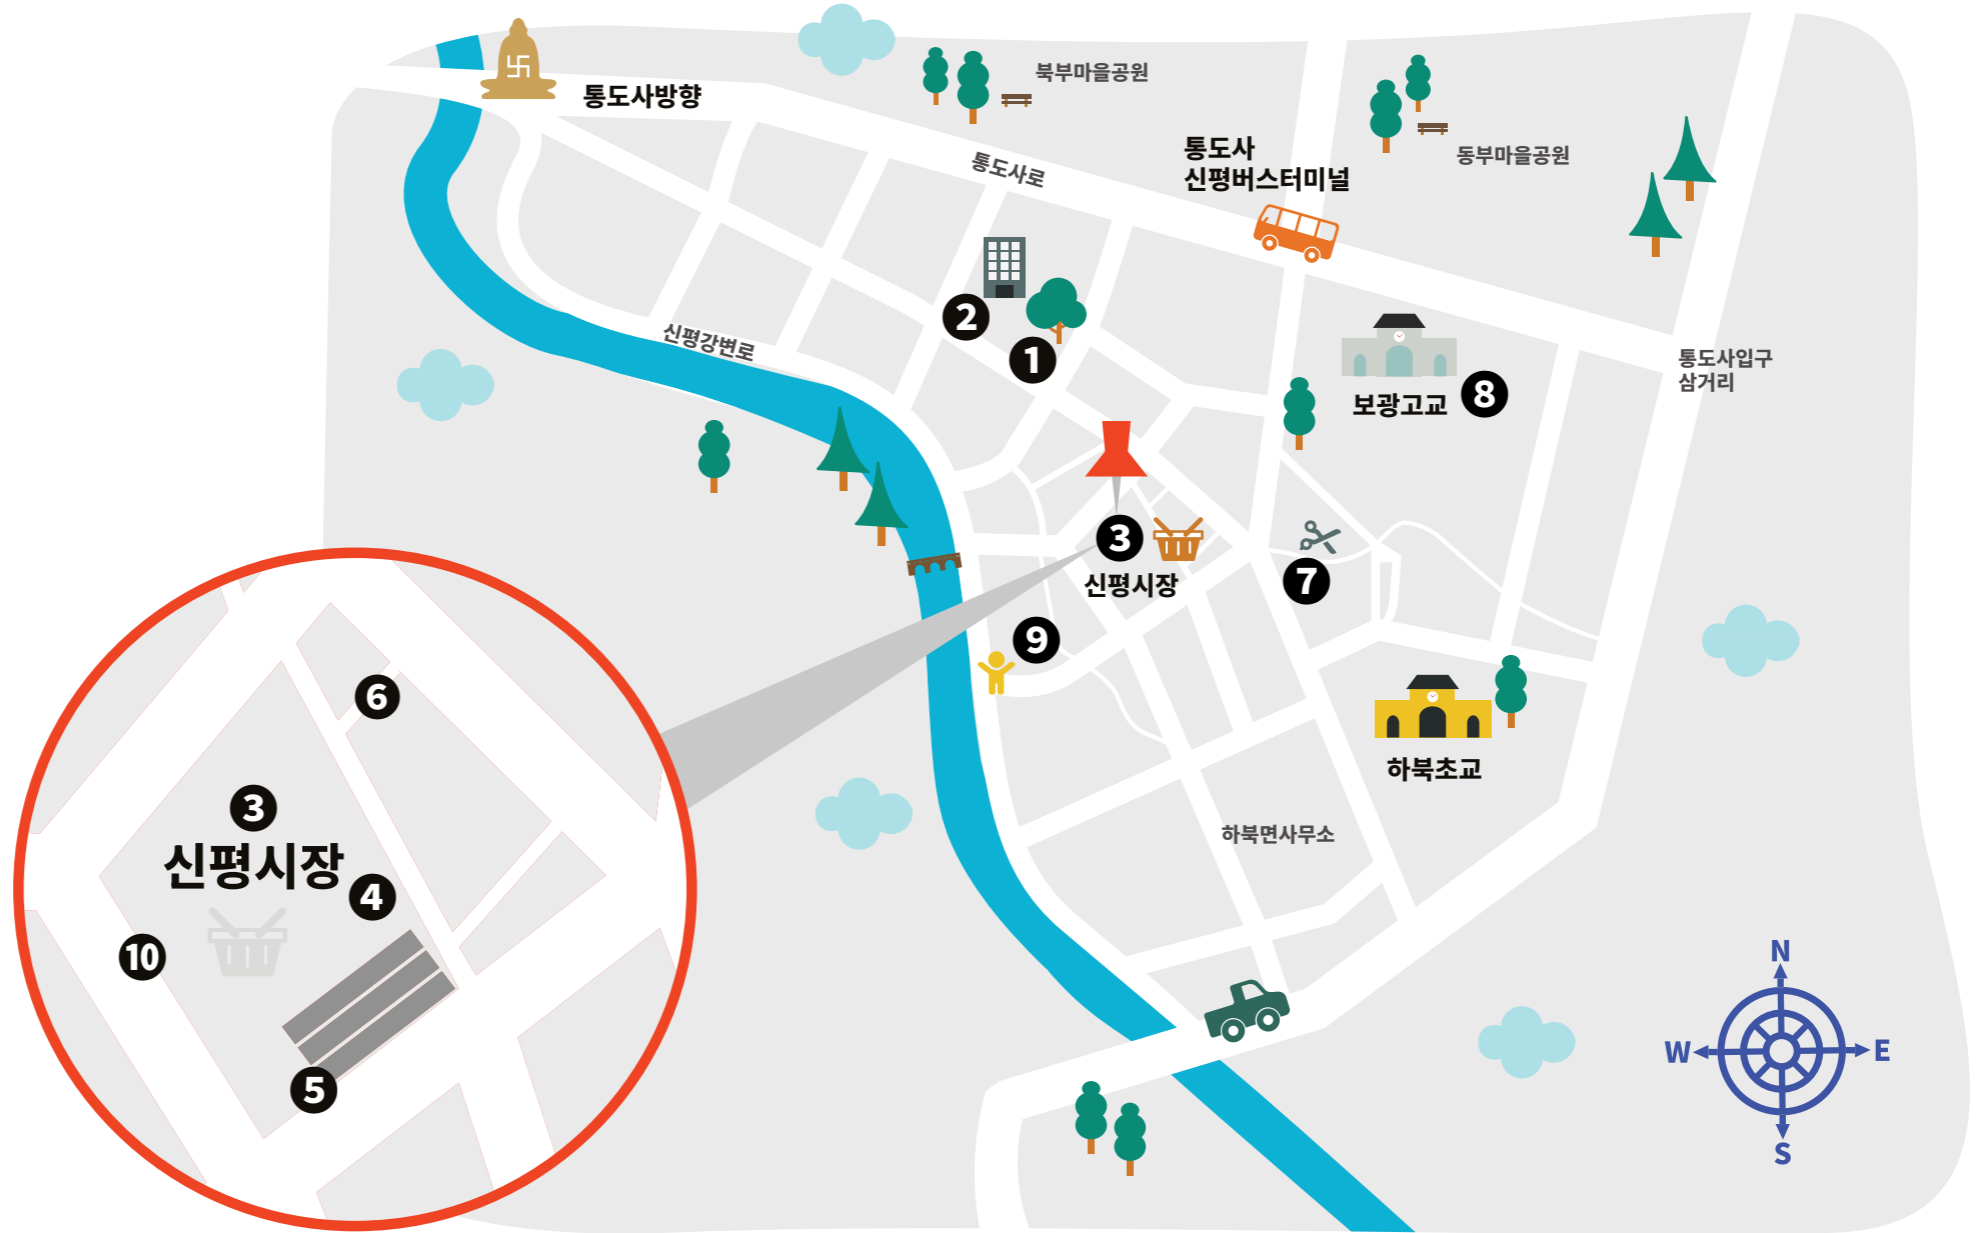 통도사방향
북부마을공원
동부마을공원
통도사
신평버스터미널
통도사로
2
1
신평강변로
통도사입구
삼거리
보광고교
8
3
신평시장
7
9
6
하북초교
3
신평시장
4
하북면사무소
10
5
N
W
E
S